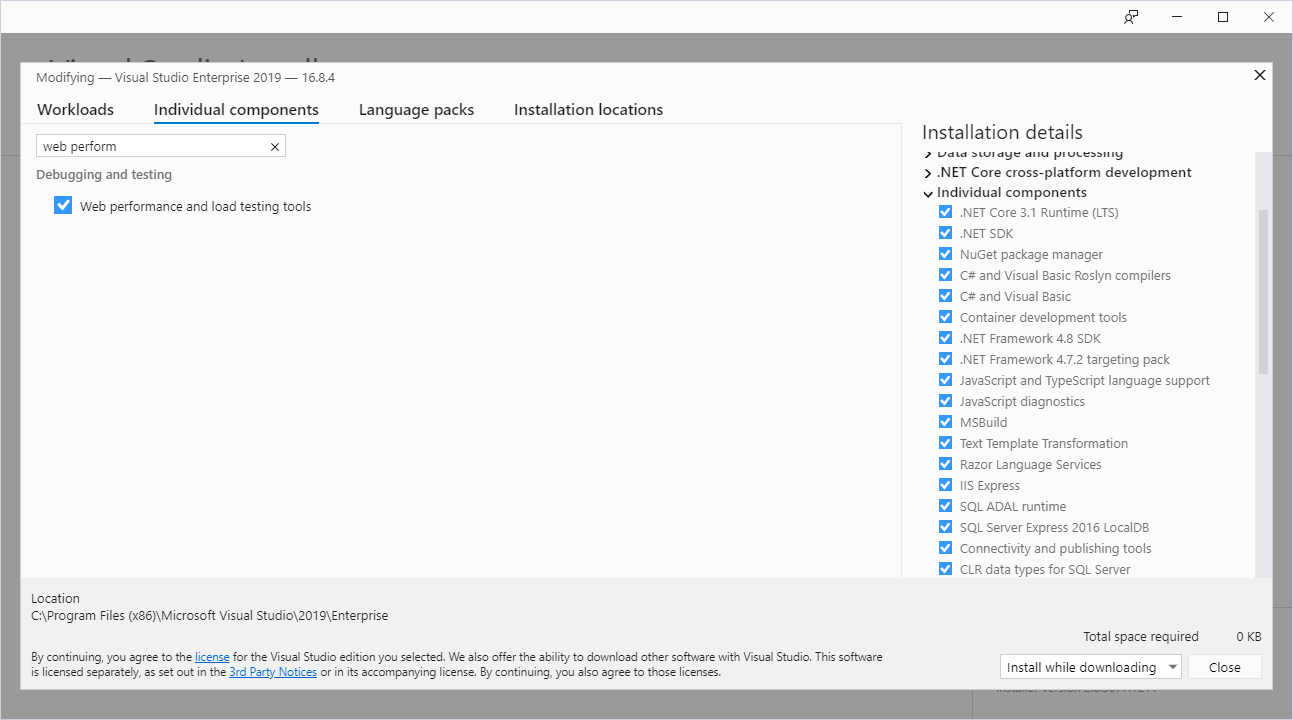 Modifying — Visual Studio Enterprise 2019 — 16.8.4
Workloads
Individual components
Language packs
Installation locations
web perform
Debugging and testing
Web performance and load testing tools
Installation details
Data storage and processing
.NET Core cross-platform development
Individual components
.NET Core 3.1 Runtime (LTS)
.NET SDK
NuGet package manager
C# and Visual Basic Roslyn compilers
C# and Visual Basic
Container development tools
.NET Framework 4.8 SDK
.NET Framework 4.7.2 targeting pack
JavaScript and TypeScript language support
JavaScript diagnostics
MSBuild
Text Template Transformation
Razor Language Services
IIS Express
SQL ADAL runtime
SQL Server Express 2016 LocalDB
Connectivity and publishing tools
CLR data types for SQL Server
Location
C:\Program Files (x86)\Microsoft Visual Studio\2019\Enterprise
By continuing, you agree to the license for the Visual Studio edition you selected. We also offer the ability to download other software with Visual Studio. This software
is licensed separately, as set out in the 3rd Party Notices or in its accompanying license. By continuing, you also agree to those licenses.
Total space required 0 KB
Install while downloading
Close